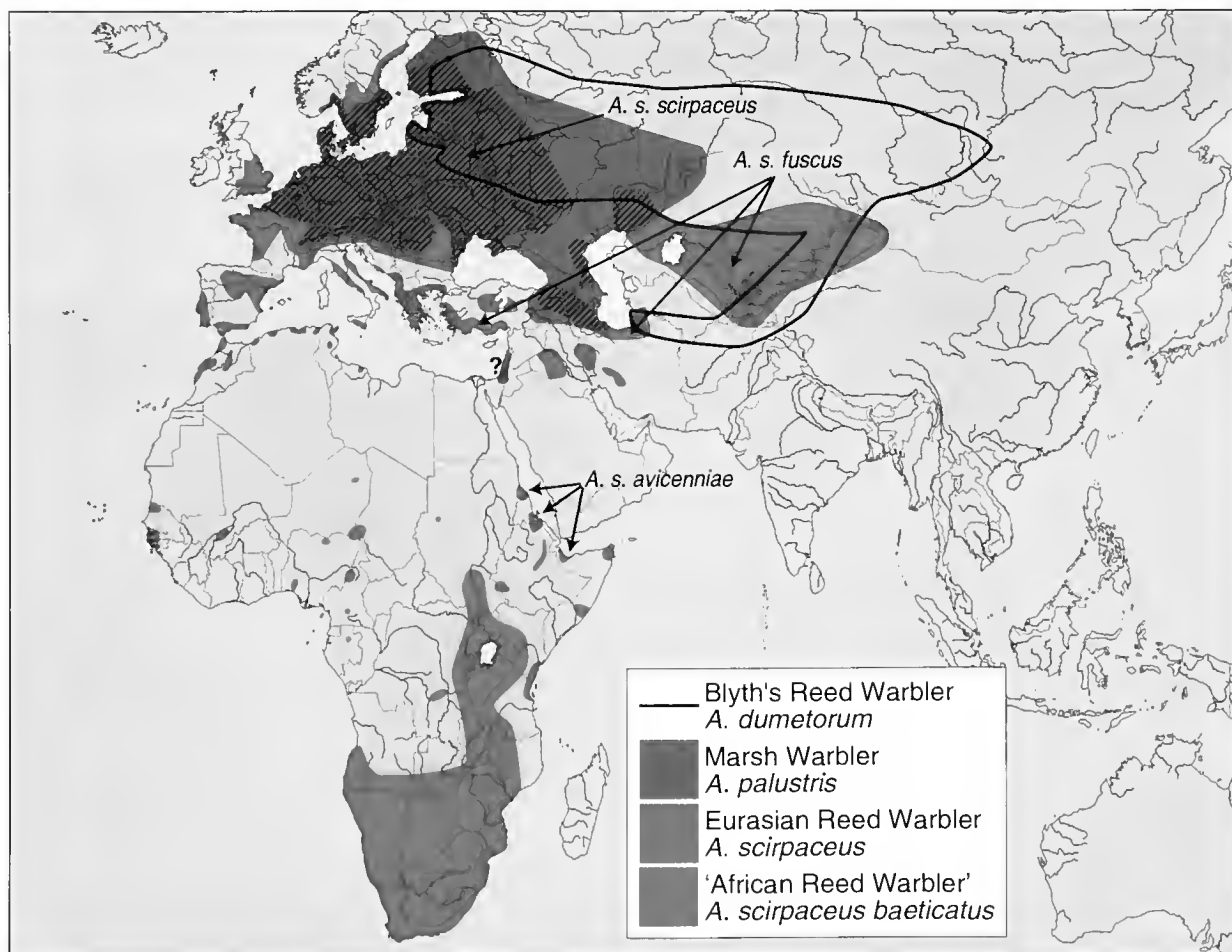 A. s. scirpaceus
A. s. fuscus
?
?
A. s. avicenniae
Blyth's Reed Warbler
A. dumetorum
Marsh Warbler
A. palustris
Eurasian Reed Warbler
A. scirpaceus
'African Reed Warbler'
A. scirpaceus baeticatus